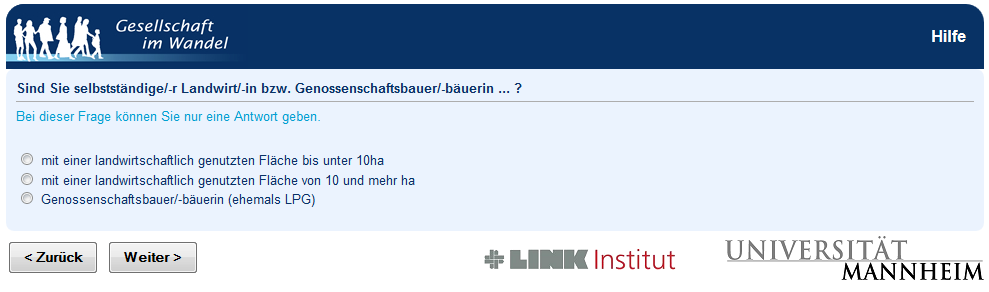 Gesellschaft
im Wandel
Hilfe
Sind Sie selbstständige/-r Landwirt/-in bzw. Genossenschaftsbauer/-bäuerin ... ?
Bei dieser Frage können Sie nur eine Antwort geben.
mit einer landwirtschaftlich genutzten Fläche bis unter 10ha
mit einer landwirtschaftlich genutzten Fläche von 10 und mehr ha
Genossenschaftsbauer/-bäuerin (ehemals LPG)
< Zurück
Weiter >
LINK Institut
UNIVERSITÄT
MANNHEIM